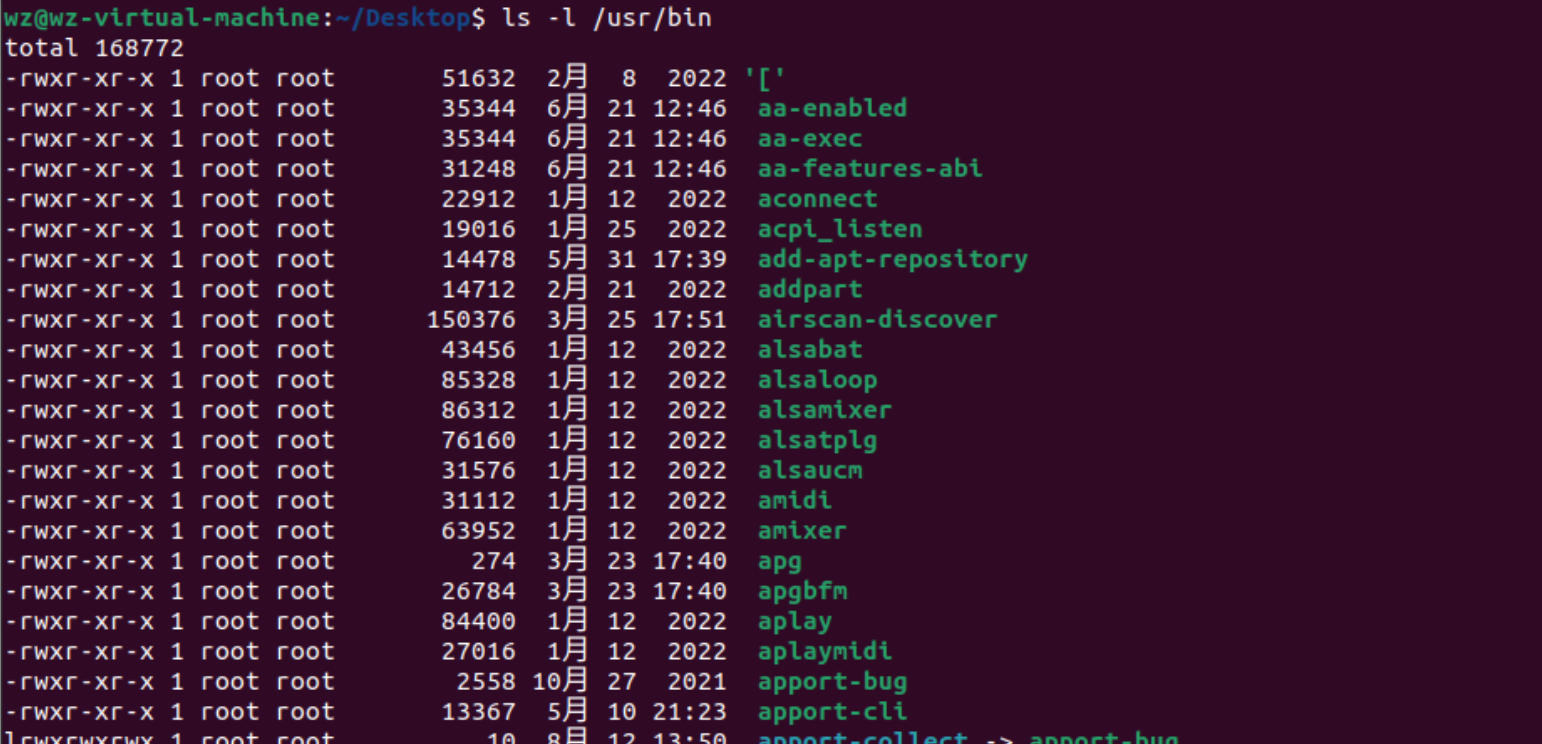 wz@wz-virtual-machine:~/Desktop$ ls -l /usr/bin
total 168772
-rwxr-xr-x 1 root root 51632 2月 8 2022 '['
-rwxr-xr-x 1 root root 35344 6月 21 12:46 aa-enabled
-rwxr-xr-x 1 root root 35344 6月 21 12:46 aa-exec
-rwxr-xr-x 1 root root 31248 6月 21 12:46 aa-features-abi
-rwxr-xr-x 1 root root 22912 1月 12 2022 aconnect
-rwxr-xr-x 1 root root 19016 1月 25 2022 acpi_listen
-rwxr-xr-x 1 root root 14478 5月 31 17:39 add-apt-repository
-rwxr-xr-x 1 root root 14712 2月 21 2022 addpart
-rwxr-xr-x 1 root root 150376 3月 25 17:51 airscan-discover
-rwxr-xr-x 1 root root 43456 1月 12 2022 alsabat
-rwxr-xr-x 1 root root 85328 1月 12 2022 alsaloop
-rwxr-xr-x 1 root root 86312 1月 12 2022 alsamixer
-rwxr-xr-x 1 root root 76160 1月 12 2022 alsatplg
-rwxr-xr-x 1 root root 31576 1月 12 2022 alsaucm
-rwxr-xr-x 1 root root 31112 1月 12 2022 amidi
-rwxr-xr-x 1 root root 63952 1月 12 2022 amixer
-rwxr-xr-x 1 root root 274 3月 23 17:40 apg
-rwxr-xr-x 1 root root 26784 3月 23 17:40 apgbfm
-rwxr-xr-x 1 root root 84400 1月 12 2022 aplay
-rwxr-xr-x 1 root root 27016 1月 12 2022 aplaymidi
-rwxr-xr-x 1 root root 2558 10月 27 2021 apport-bug
-rwxr-xr-x 1 root root 13367 5月 10 21:23 apport-cli
lrwxrwxrwx 1 root root 10 8月 12 13:50 apport-collect -> apport-bug